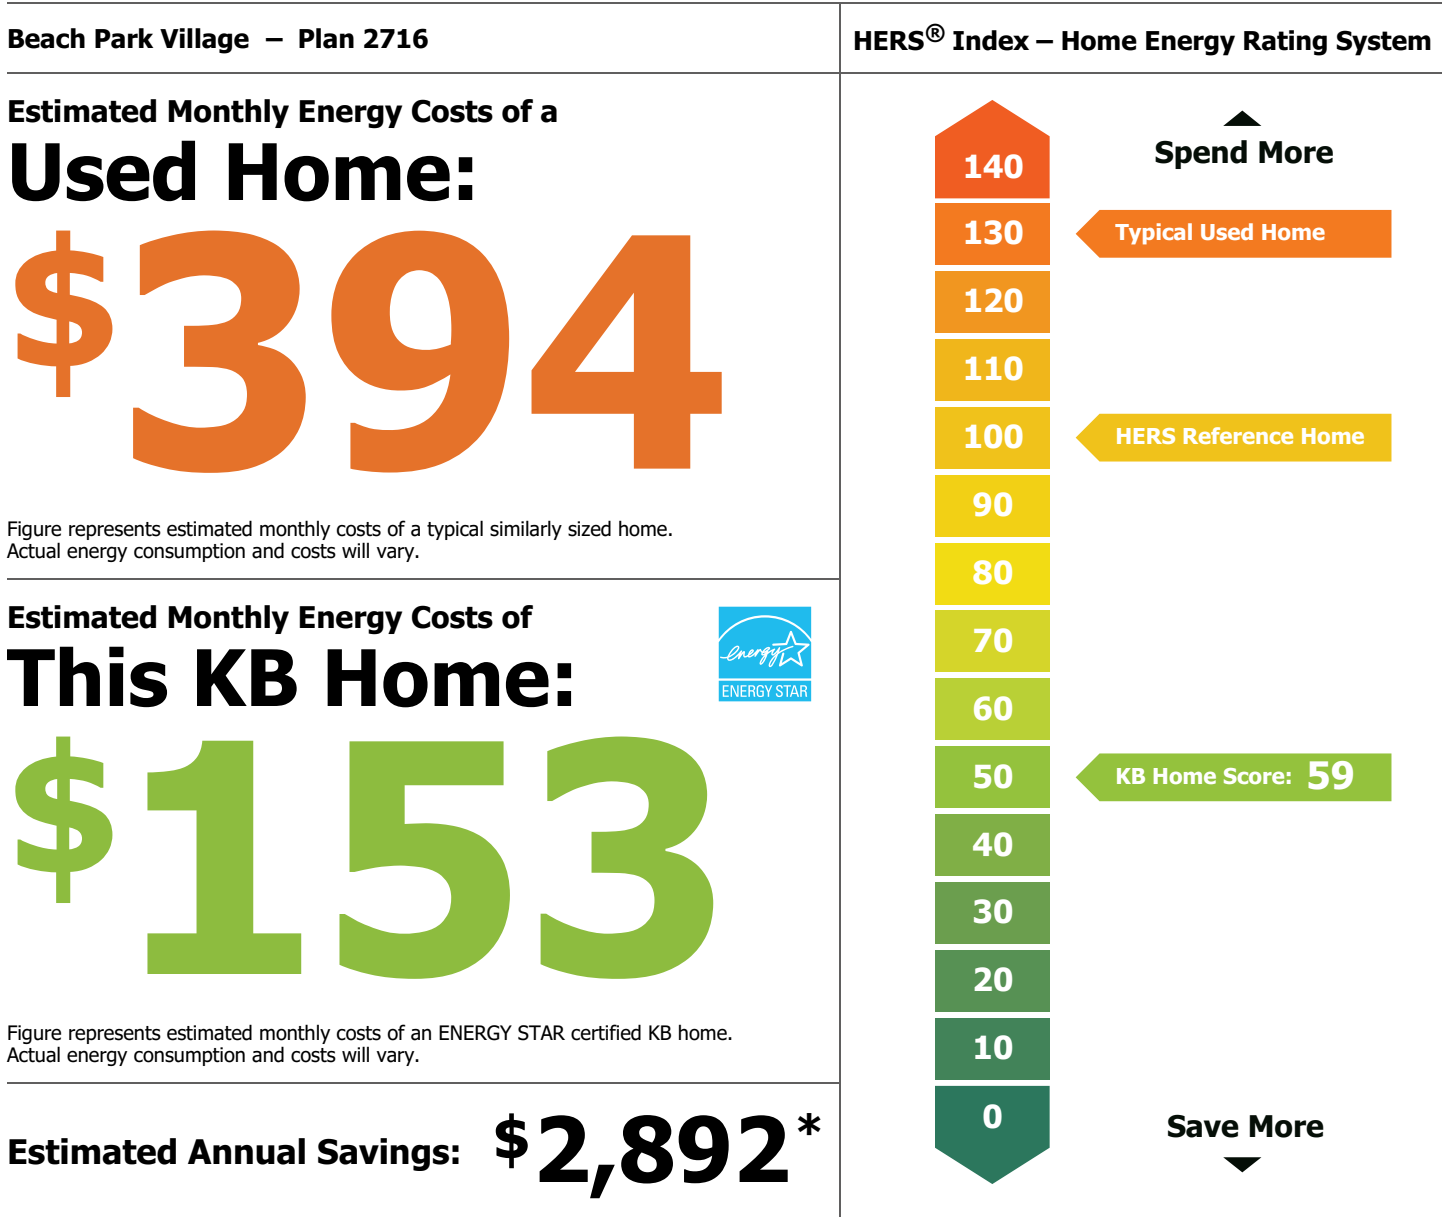 Beach Park Village – Plan 2716
Estimated Monthly Energy Costs of a
Used Home:
$394
Figure represents estimated monthly costs of a typical similarly sized home.
Actual energy consumption and costs will vary.
Estimated Monthly Energy Costs of
This KB Home:
energy
ENERGY STAR
$153
Figure represents estimated monthly costs of an ENERGY STAR certified KB home.
Actual energy consumption and costs will vary.
Estimated Annual Savings: $2,892*
HERS® Index – Home Energy Rating System
Spend More
140
130
Typical Used Home
120
110
100
HERS Reference Home
90
80
70
60
50
KB Home Score: 59
40
30
20
10
0
Save More